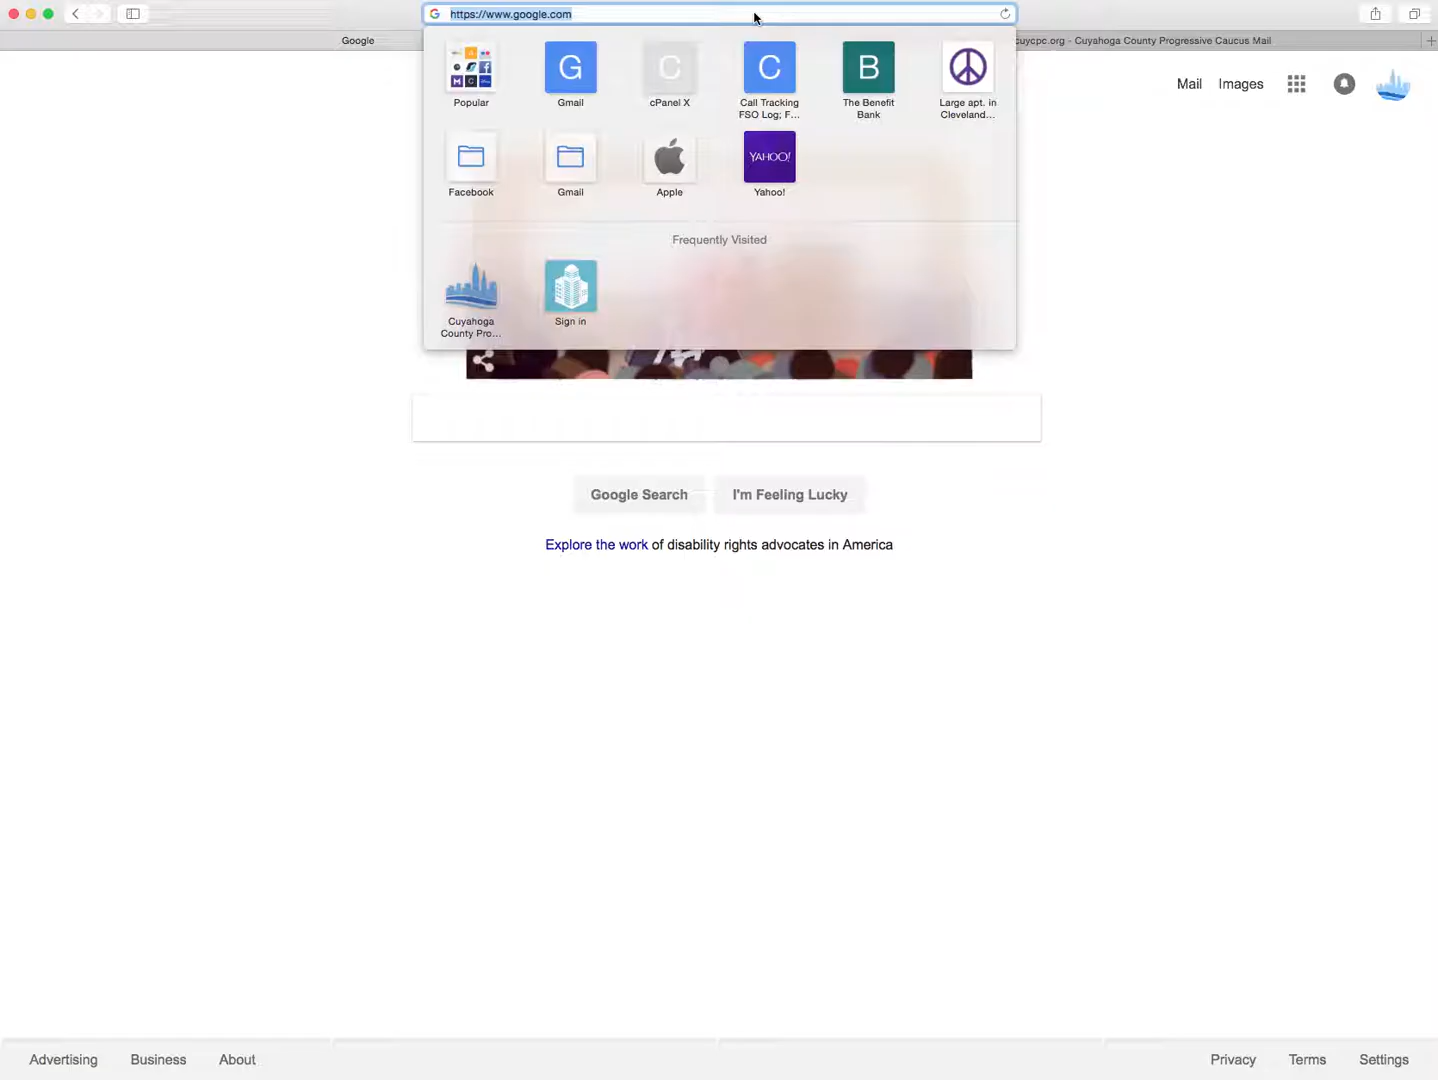 https://www.google.com
Google
cuycpc.org - Cuyahoga County Progressive Caucus Mail
Mail
Images
Popular
G
Gmail
C
cPanel X
C
Call Tracking
FSO Log; F...
B
The Benefit
Bank
Large apt. in
Cleveland...
Facebook
Gmail
Apple
YAHOO!
Yahoo!
Frequently Visited
Cuyahoga
County Pro...
Sign in
Google Search
I'm Feeling Lucky
Explore the work of disability rights advocates in America
Advertising
Business
About
Privacy
Terms
Settings